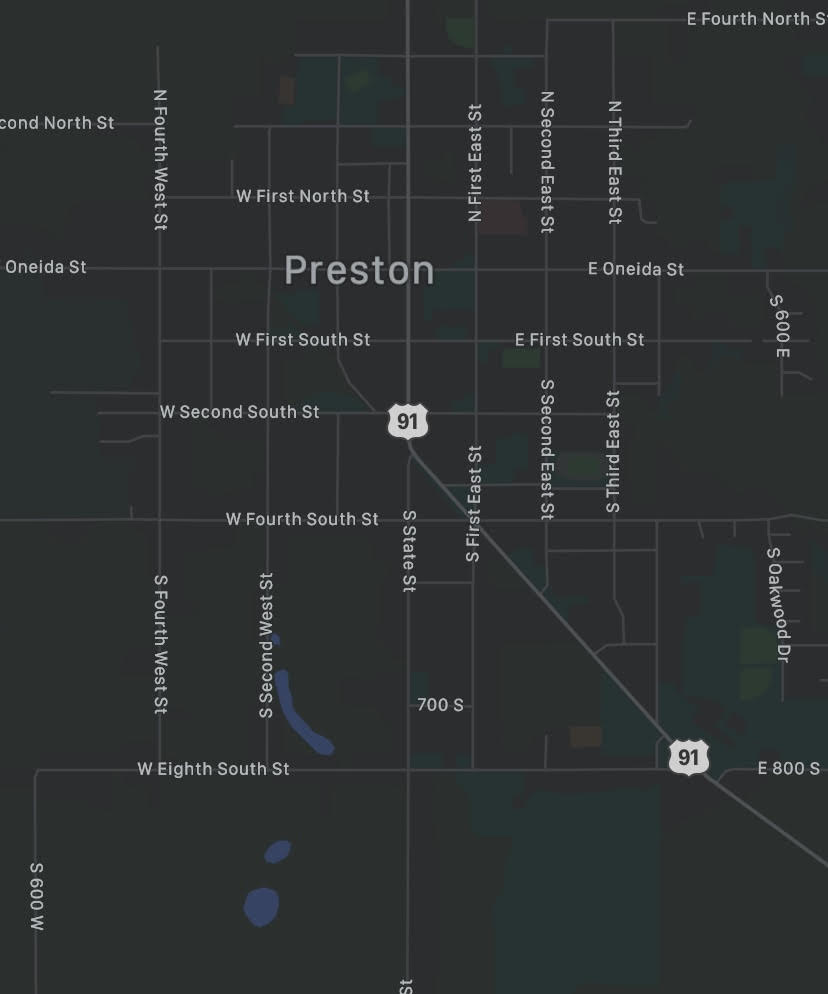 S 600 W
Oneida St
cond North St
W Eighth South St
S Fourth West St
N Fourth West St
W Second South St
W Fourth South St
W First South St
W First North St
S Second West St
Preston
St
S State St
91
700 S
S First East St
N First East St
E First South St
S Second East St
N Second East St
S Third East St
N Third East St
E Oneida St
91
E Fourth North S
E 800 S
S Oakwood Dr
S 600 E